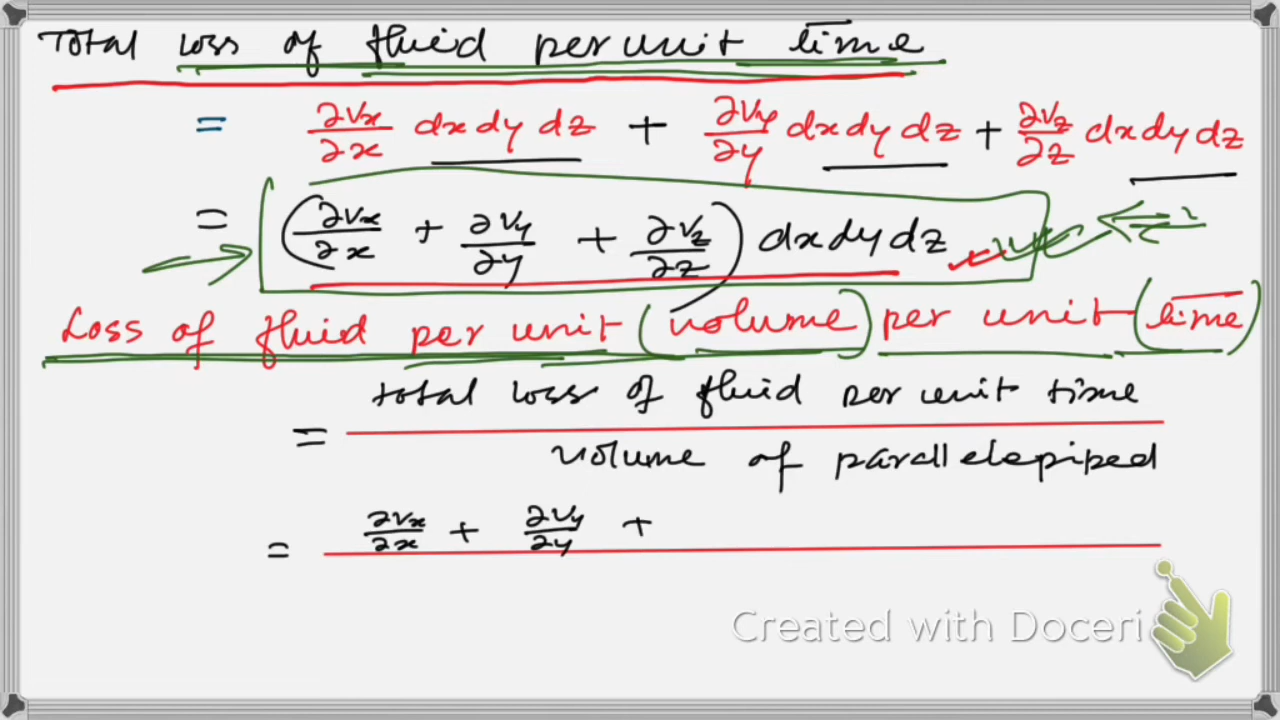 Total loss of fluid per unit time
= ∂Vx/∂x dx dy dz + ∂Vy/∂y dx dy dz + ∂Vz/∂z dx dy dz
= (∂Vx/∂x + ∂Vy/∂y + ∂Vz/∂z) dx dy dz
Loss of fluid per unit (volume) per unit (time)
= total loss of fluid per unit time
volume of parallelepiped
= ∂Vx/∂x + ∂Vy/∂y +
Created with Doceri